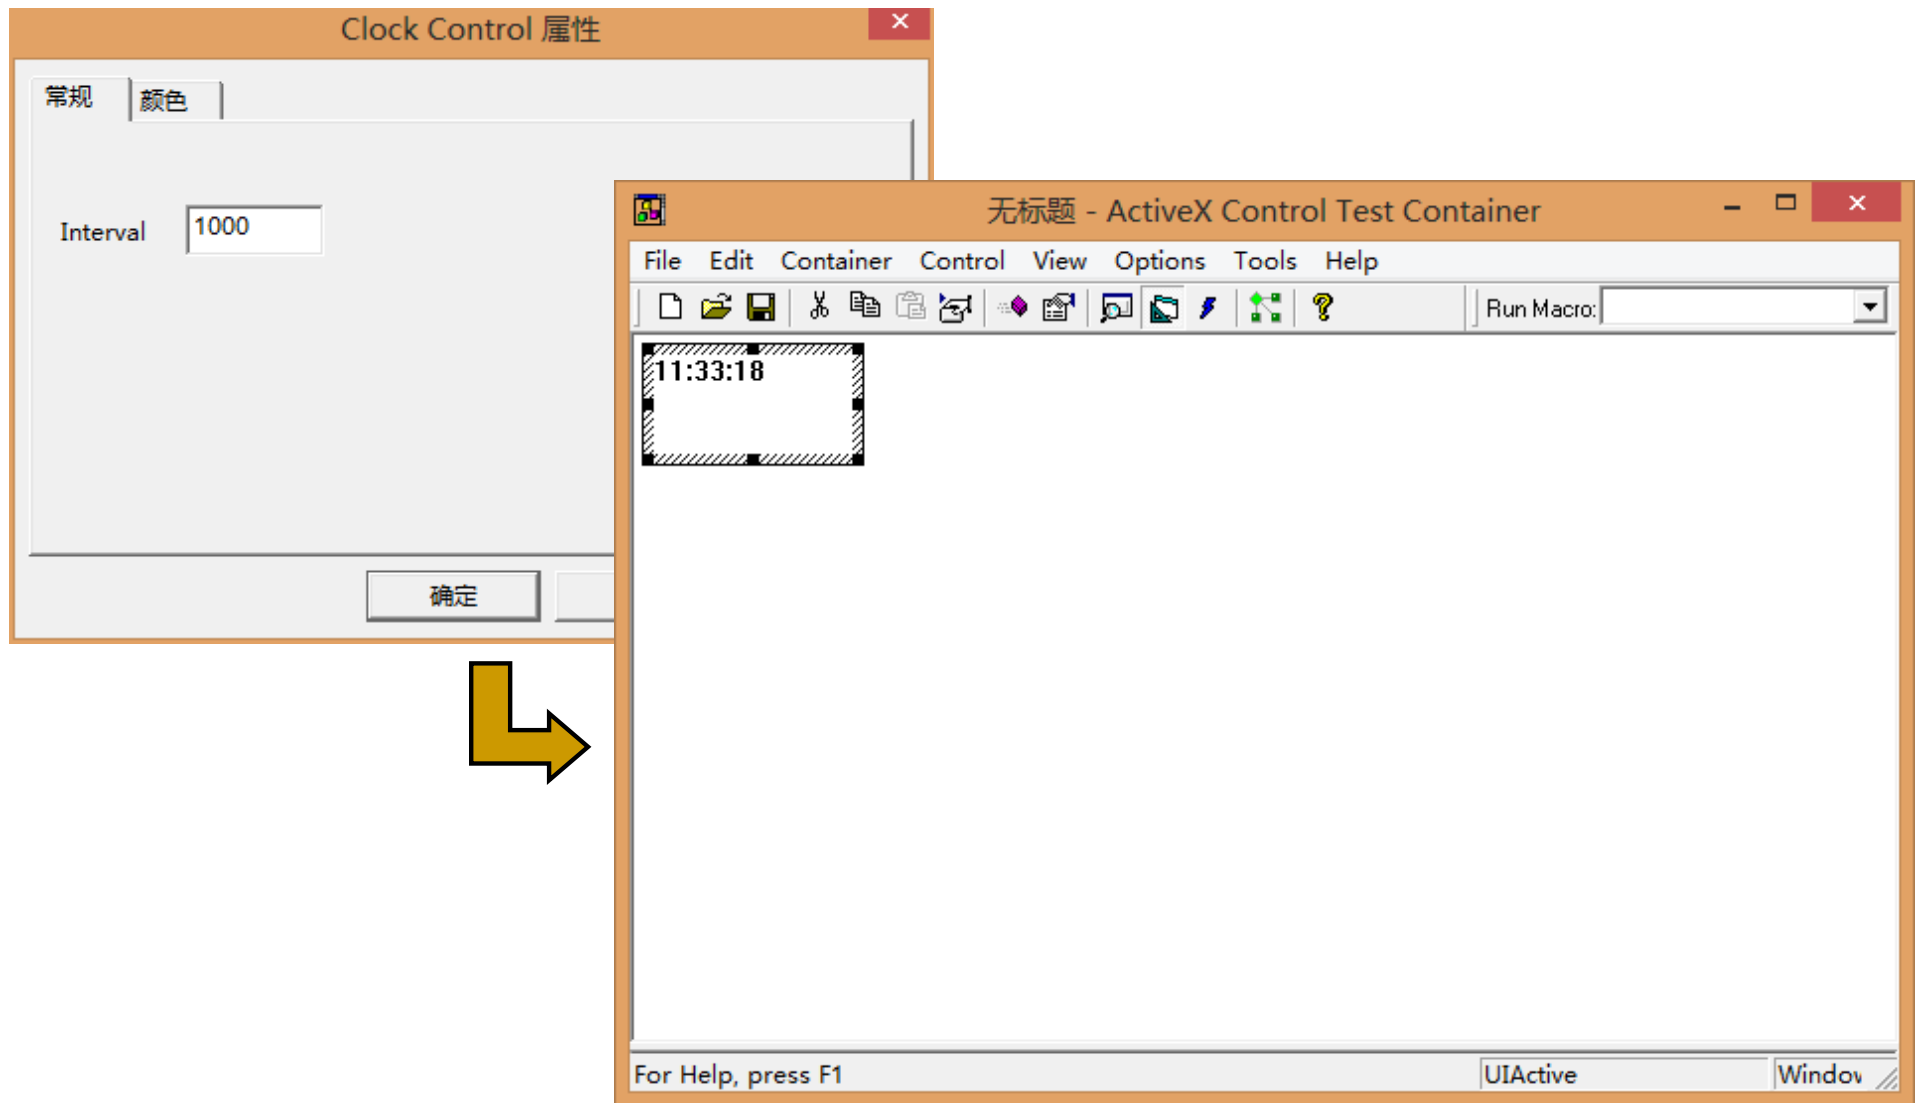 Clock Control 属性
常规 颜色
Interval 1000
确定
无标题 - ActiveX Control Test Container
File Edit Container Control View Options Tools Help
Run Macro:
11:33:18
For Help, press F1 UIActive Window